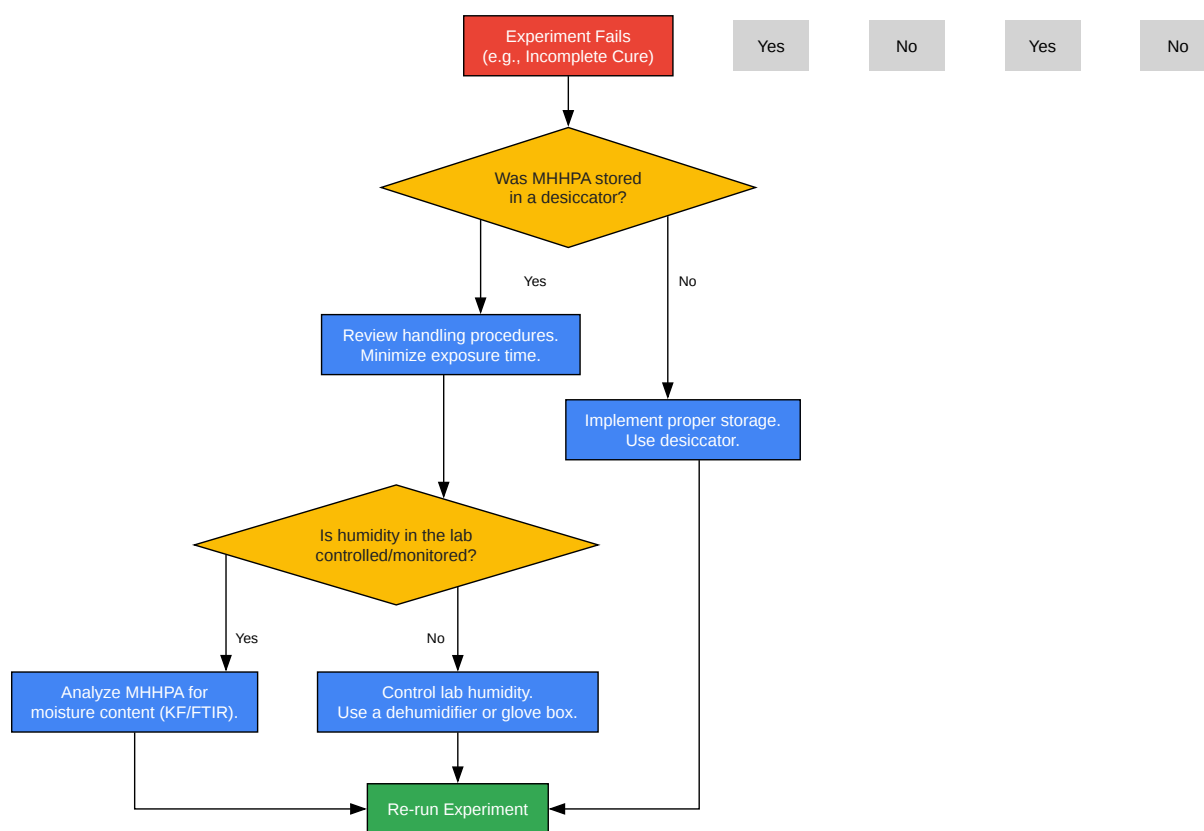 Experiment Fails
(e.g., Incomplete Cure)
Yes
No
Yes
No
Was MHHPA stored
in a desiccator?
Yes
No
Review handling procedures.
Minimize exposure time.
Implement proper storage.
Use desiccator.
Is humidity in the lab
controlled/monitored?
Yes
No
Analyze MHHPA for
moisture content (KF/FTIR).
Control lab humidity.
Use a dehumidifier or glove box.
Re-run Experiment